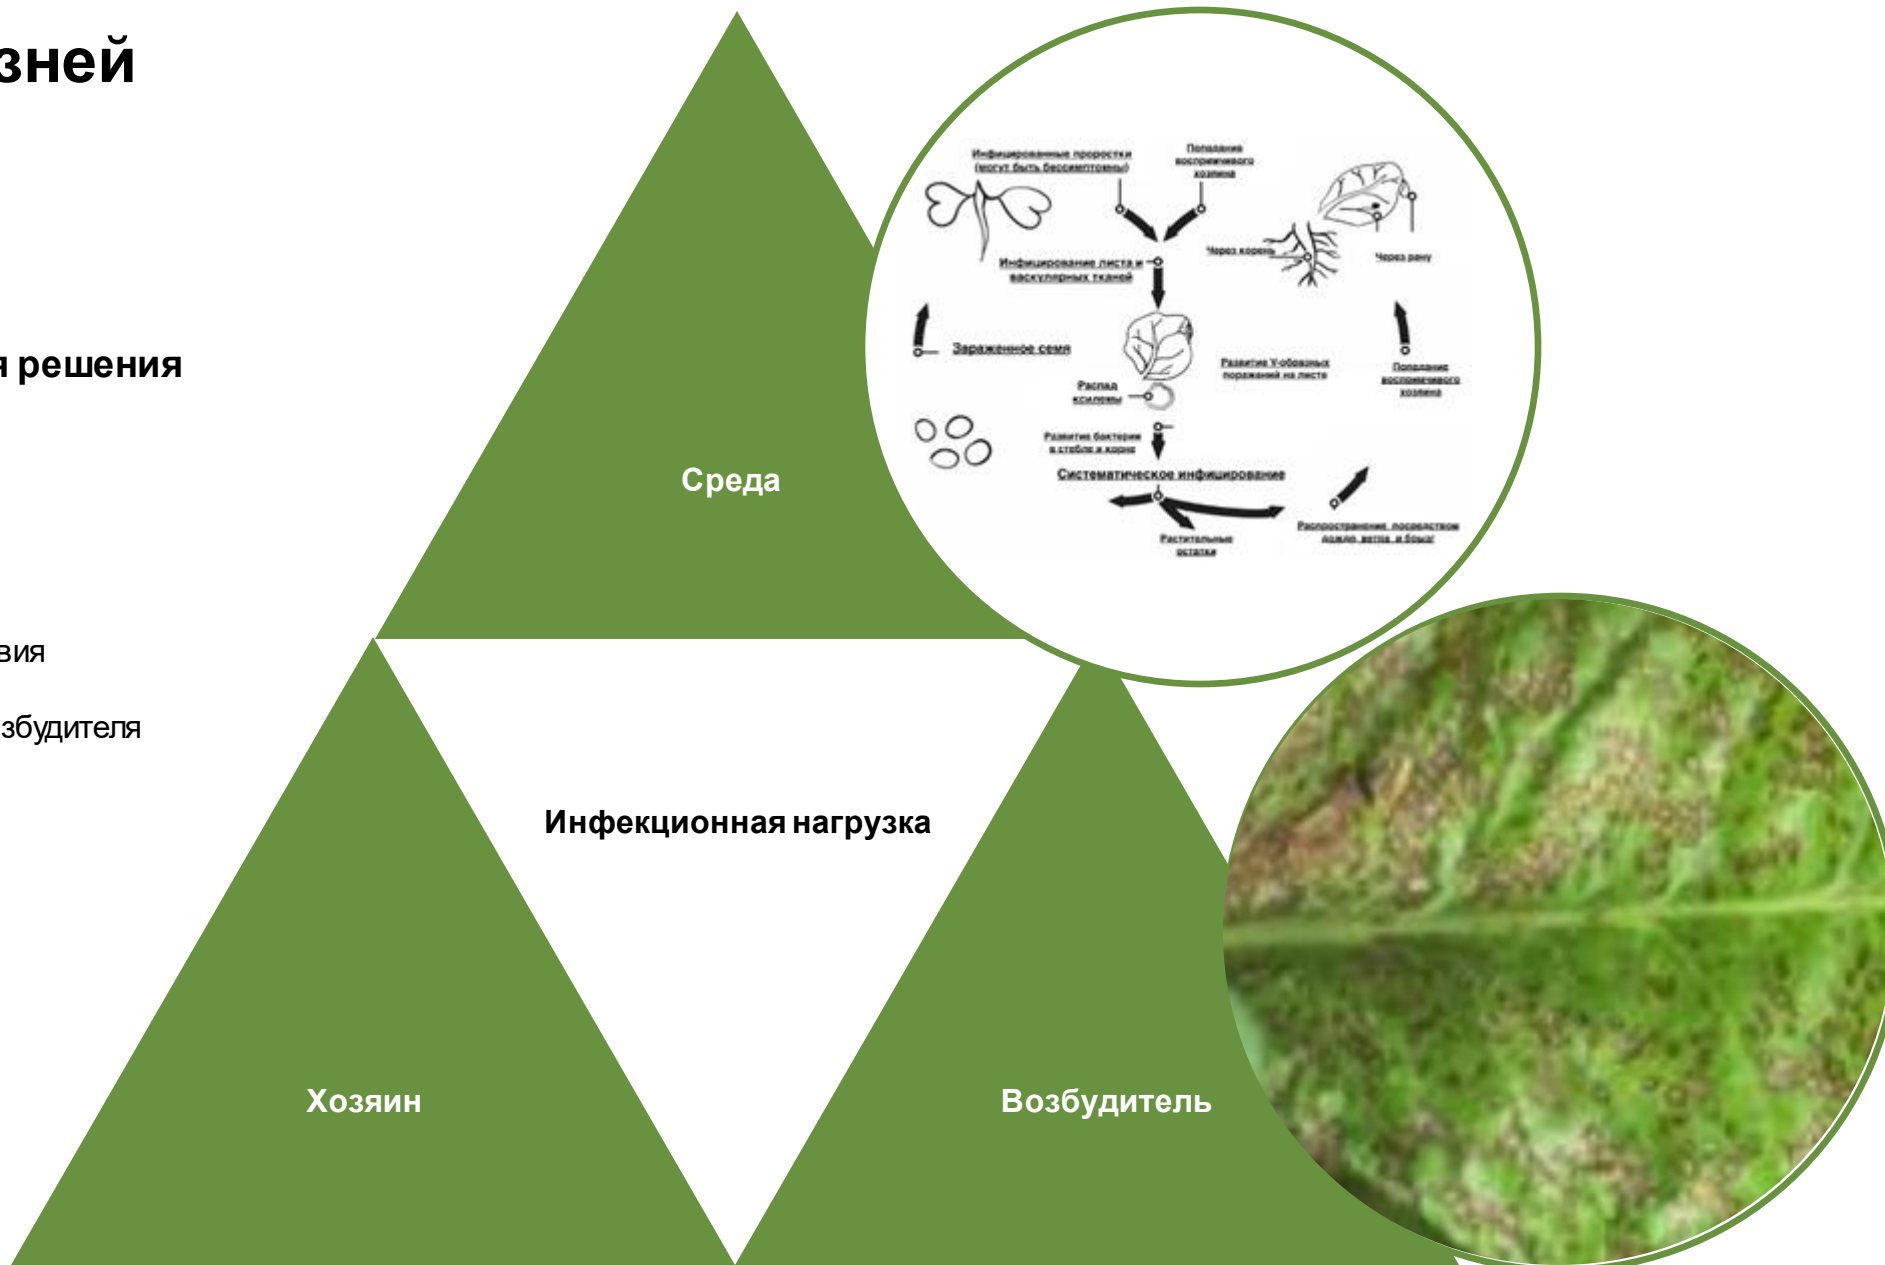 зней
я решения
вия
збудителя
Среда
Хозяин
Инфекционная нагрузка
Возбудитель
Инфицированные проростки
(могут быть бессимптомны)
Попадание
восприимчивого
хозяина
Инфицирование листа и
васкулярных тканей
Через корень
Через рану
Зараженное семя
Развитие V-образных
поражений на листе
Попадание
восприимчивого
хозяина
Распад
ксилемы
Развитие бактерии
в стебле и корне
Систематическое инфицирование
Растительные
остатки
Распространение посредством
дождя, ветра, и брызг